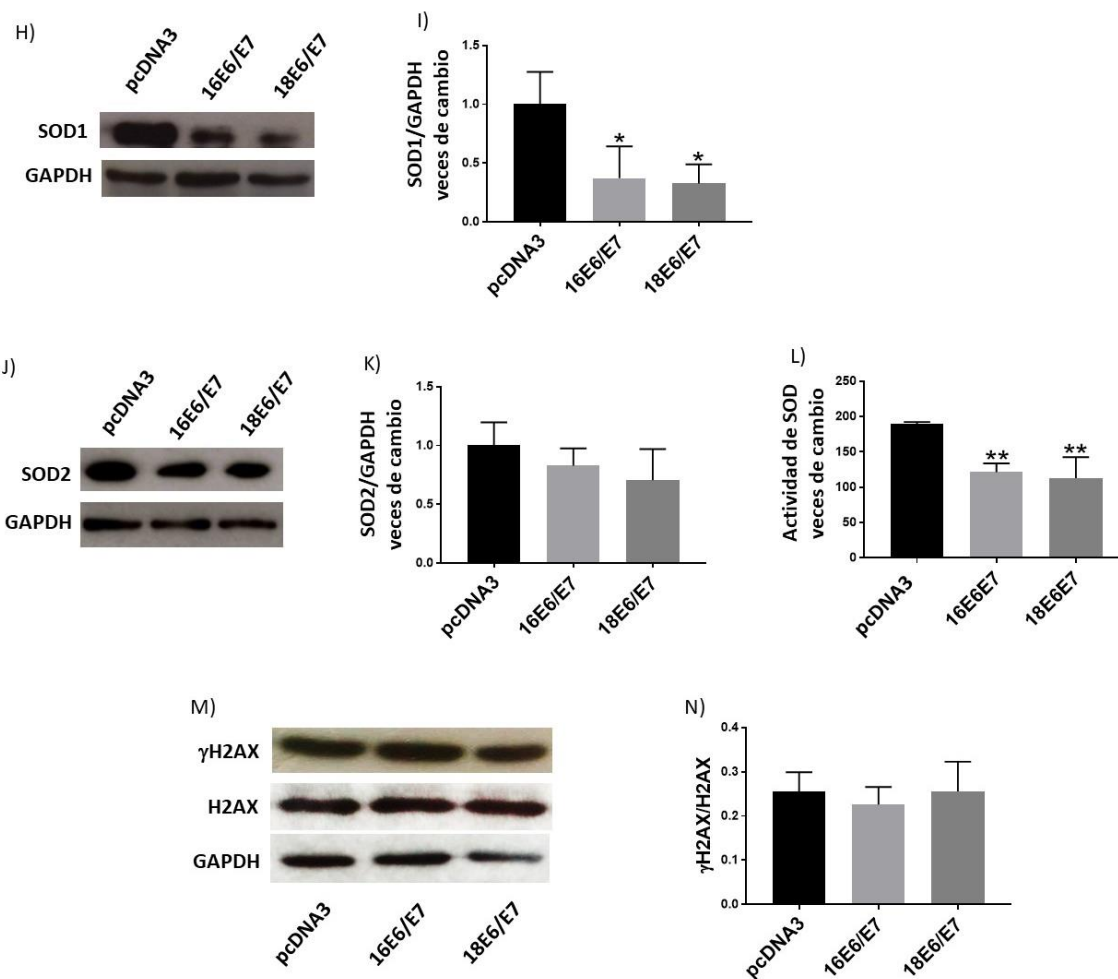 H)
pcDNA3
16E6/E7
18E6/E7
SOD1
GAPDH
I)
SOD1/GAPDH
veces de cambio
1.5
1.0
0.5
0.0
*
*
pcDNA3
16E6/E7
18E6/E7
J)
pcDNA3
16E6/E7
18E6/E7
SOD2
GAPDH
K)
SOD2/GAPDH
veces de cambio
1.5
1.0
0.5
0.0
pcDNA3
16E6/E7
18E6/E7
L)
Actividad de SOD
veces de cambio
250
200
150
100
50
0
**
**
pcDNA3
16E6E7
18E6E7
M)
γH2AX
H2AX
GAPDH
pcDNA3
16E6/E7
18E6/E7
N)
γH2AX/H2AX
0.4
0.3
0.2
0.1
0.0
pcDNA3
16E6/E7
18E6/E7